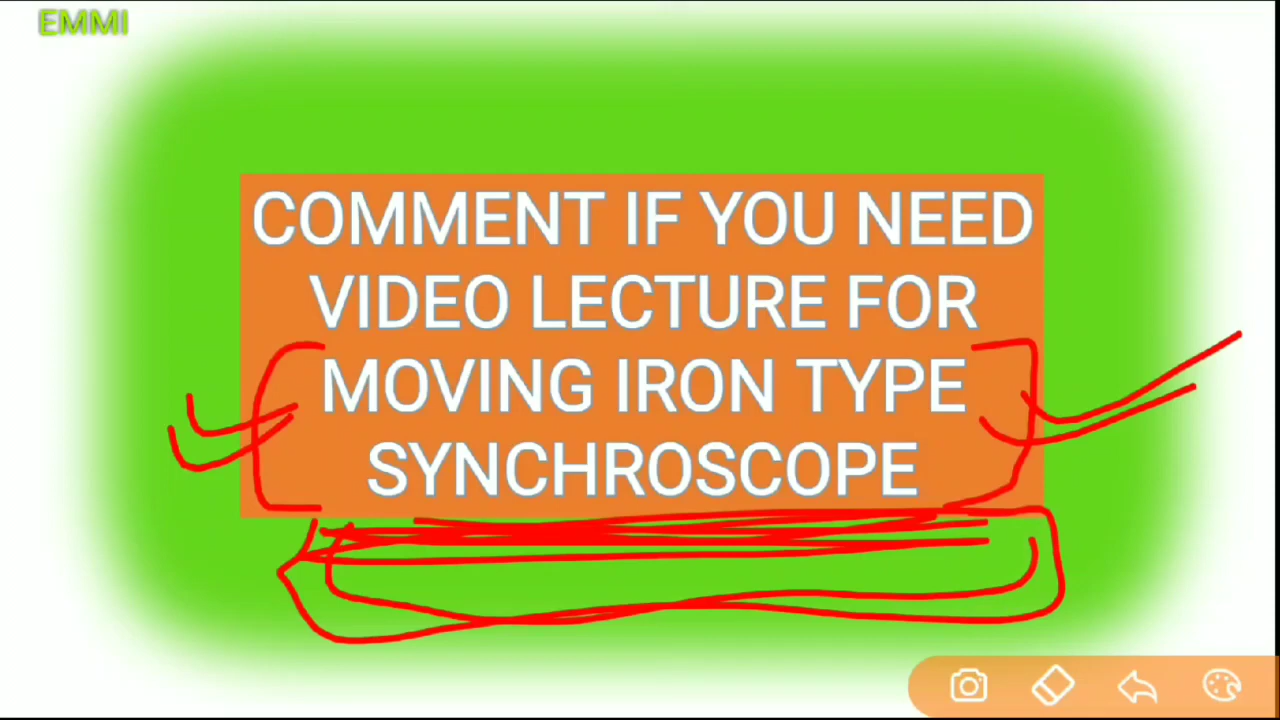 EMMI
COMMENT IF YOU NEED
VIDEO LECTURE FOR
MOVING IRON TYPE
SYNCHROSCOPE